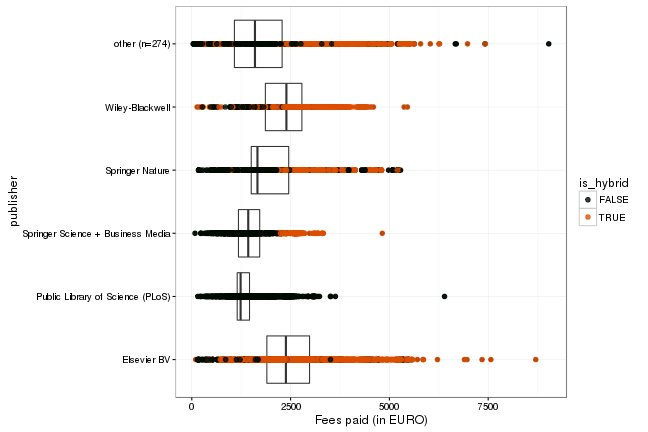 other (n=274)
Wiley-Blackwell
Springer Nature
Springer Science + Business Media
Public Library of Science (PLoS)
Elsevier BV
publisher
0
2500
5000
7500
Fees paid (in EURO)
is_hybrid
FALSE
TRUE